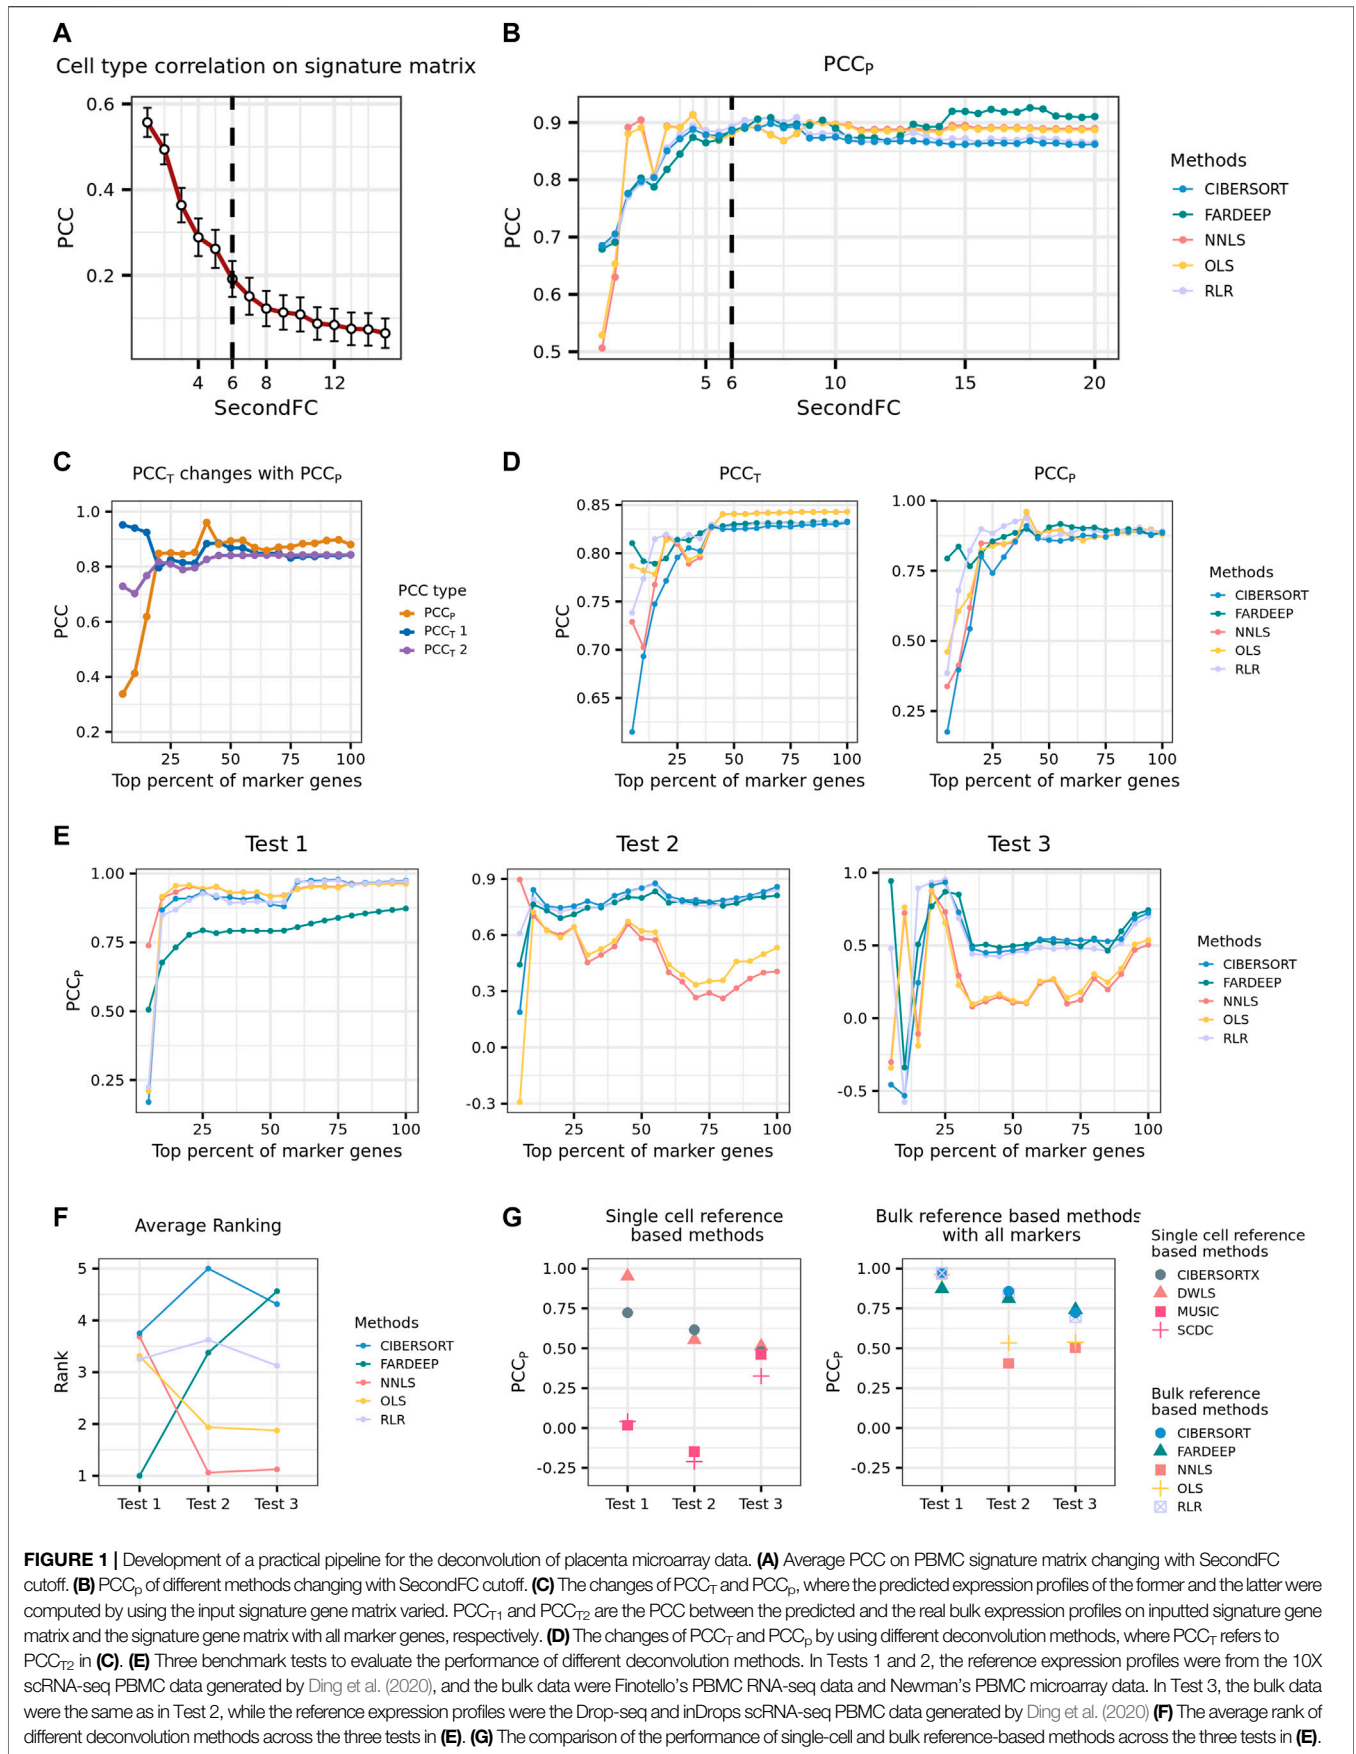 A
Cell type correlation on signature matrix
0.6
0.4
0.2
PCC
4 6 8 12
SecondFC
B
PCCP
0.9
0.8
0.7
0.6
0.5
PCC
5 6 10 15 20
SecondFC
Methods
CIBERSORT
FARDEEP
NNLS
OLS
RLR
C
PCCT changes with PCCP
1.0
0.8
0.6
0.4
0.2
PCC
25 50 75 100
Top percent of marker genes
PCC type
PCCP
PCCT 1
PCCT 2
D
PCCT
0.85
0.80
0.75
0.70
0.65
PCC
25 50 75 100
Top percent of marker genes
PCCP
1.00
0.75
0.50
0.25
25 50 75 100
Top percent of marker genes
Methods
CIBERSORT
FARDEEP
NNLS
OLS
RLR
E
Test 1
1.00
0.75
0.50
0.25
PCCP
25 50 75 100
Top percent of marker genes
Test 2
0.9
0.6
0.3
0.0
-0.3
25 50 75 100
Top percent of marker genes
Test 3
1.0
0.5
0.0
-0.5
25 50 75 100
Top percent of marker genes
Methods
CIBERSORT
FARDEEP
NNLS
OLS
RLR
F
Average Ranking
5
4
3
2
1
Rank
Test 1 Test 2 Test 3
Methods
CIBERSORT
FARDEEP
NNLS
OLS
RLR
G
Single cell reference
based methods
1.00
0.75
0.50
0.25
0.00
-0.25
PCCP
Test 1 Test 2 Test 3
Bulk reference based methods
with all markers
1.00
0.75
0.50
0.25
0.00
-0.25
PCCP
Test 1 Test 2 Test 3
Single cell reference
based methods
CIBERSORTX
DWLS
MUSIC
SCDC
Bulk reference
based methods
CIBERSORT
FARDEEP
NNLS
OLS
RLR
FIGURE 1 | Development of a practical pipeline for the deconvolution of placenta microarray data. (A) Average PCC on PBMC signature matrix changing with SecondFC
cutoff. (B) PCCp of different methods changing with SecondFC cutoff. (C) The changes of PCCT and PCCp, where the predicted expression profiles of the former and the latter were
computed by using the input signature gene matrix varied. PCCT1 and PCCT2 are the PCC between the predicted and the real bulk expression profiles on inputted signature gene
matrix and the signature gene matrix with all marker genes, respectively. (D) The changes of PCCT and PCCp by using different deconvolution methods, where PCCT refers to
PCCT2 in (C). (E) Three benchmark tests to evaluate the performance of different deconvolution methods. In Tests 1 and 2, the reference expression profiles were from the 10X
scRNA-seq PBMC data generated by Ding et al. (2020), and the bulk data were Finotello's PBMC RNA-seq data and Newman's PBMC microarray data. In Test 3, the bulk data
were the same as in Test 2, while the reference expression profiles were the Drop-seq and inDrops scRNA-seq PBMC data generated by Ding et al. (2020) (F) The average rank of
different deconvolution methods across the three tests in (E). (G) The comparison of the performance of single-cell and bulk reference-based methods across the three tests in (E).